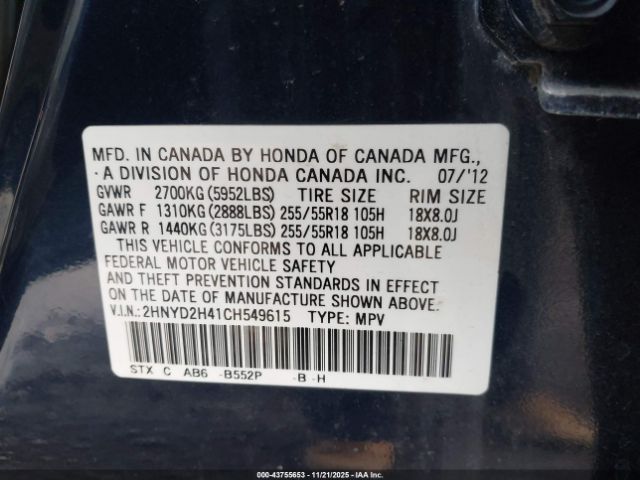 MFD. IN CANADA BY HONDA OF CANADA MFG.,
A DIVISION OF HONDA CANADA INC. 07/'12
GVWR 2700KG(5952LBS) TIRE SIZE RIM SIZE
GAWR F 1310KG(2888LBS) 255/55R18 105H 18X8.0J
GAWR R 1440KG(3175LBS) 255/55R18 105H 18X8.0J
THIS VEHICLE CONFORMS TO ALL APPLICABLE
FEDERAL MOTOR VEHICLE SAFETY
AND THEFT PREVENTION STANDARDS IN EFFECT
ON THE DATE OF MANUFACTURE SHOWN ABOVE.
V.I.N.: 2HNYD2H41CH549615 TYPE: MPV
STX C AB6 -B552P -B -H
000-43755653 - 11/21/2025 - IAAI.COM